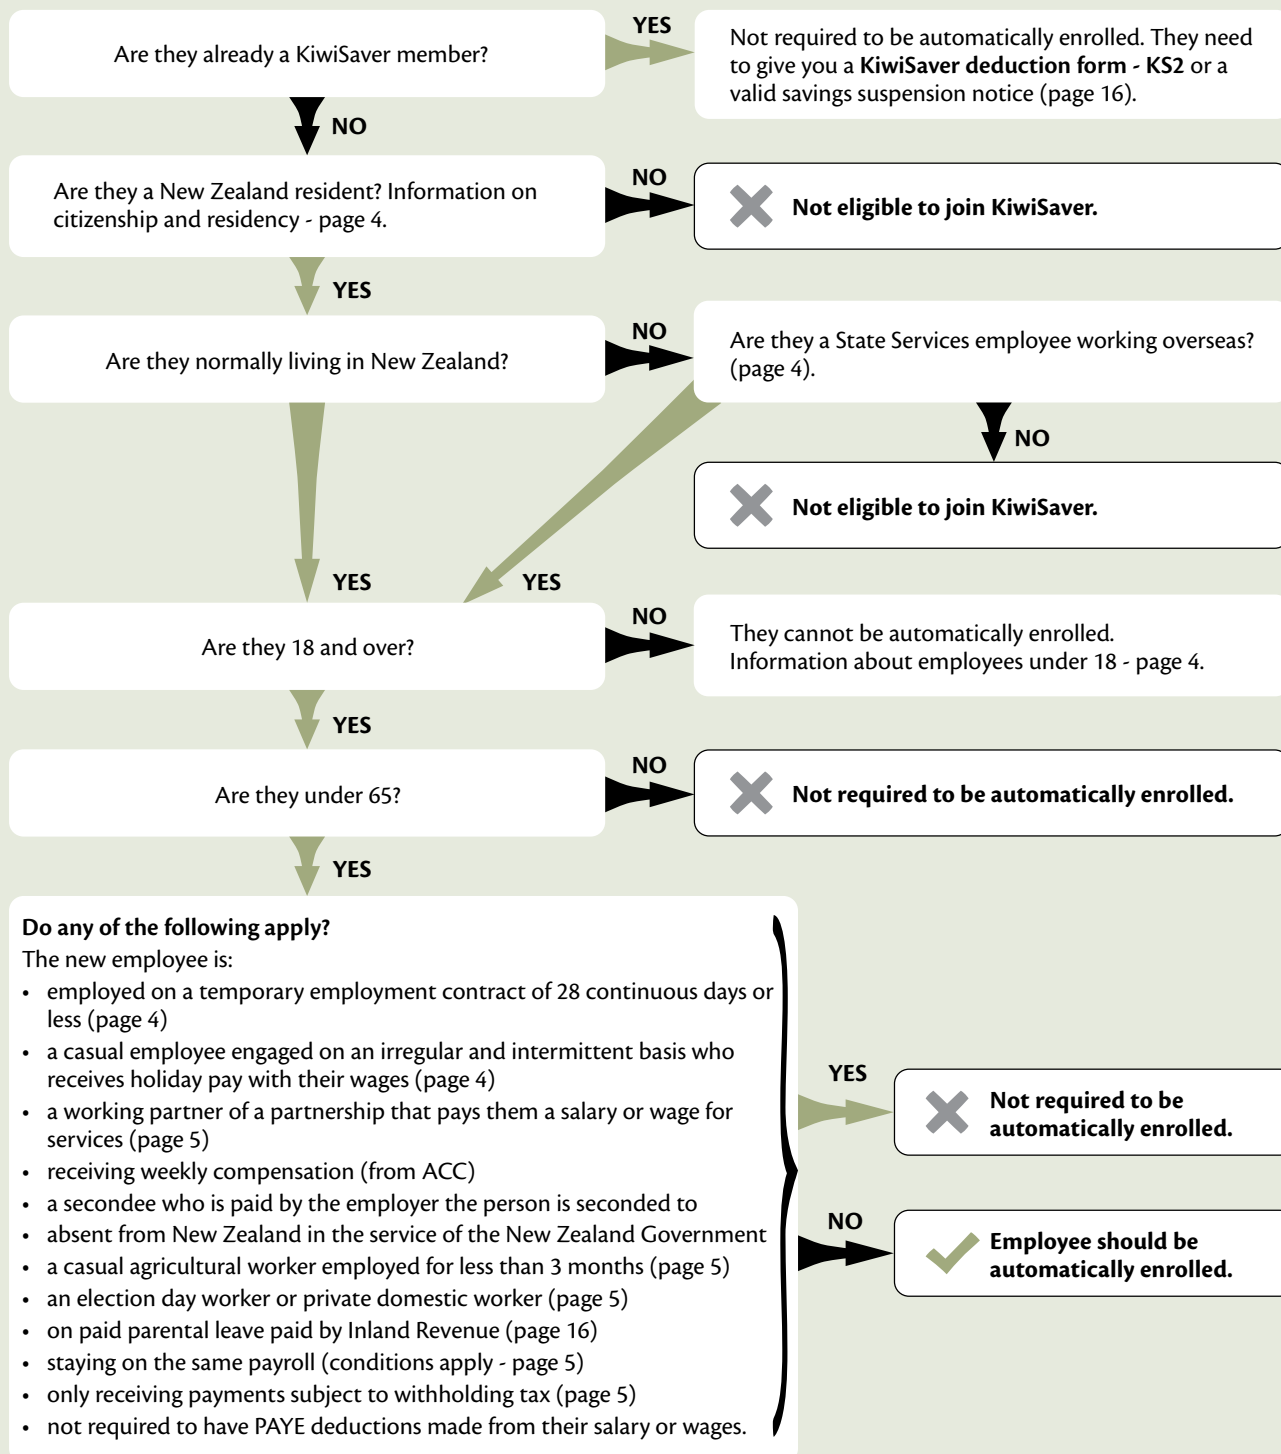 Are they already a KiwiSaver member?
YES
Not required to be automatically enrolled. They need
to give you a KiwiSaver deduction form - KS2 or a
valid savings suspension notice (page 16).
NO
Are they a New Zealand resident? Information on
citizenship and residency - page 4.
NO
Not eligible to join KiwiSaver.
YES
Are they normally living in New Zealand?
NO
Are they a State Services employee working overseas?
(page 4).
NO
Not eligible to join KiwiSaver.
YES
YES
Are they 18 and over?
NO
They cannot be automatically enrolled.
Information about employees under 18 - page 4.
YES
Are they under 65?
NO
Not required to be automatically enrolled.
YES
Do any of the following apply?
The new employee is:
• employed on a temporary employment contract of 28 continuous days or
less (page 4)
• a casual employee engaged on an irregular and intermittent basis who
receives holiday pay with their wages (page 4)
• a working partner of a partnership that pays them a salary or wage for
services (page 5)
• receiving weekly compensation (from ACC)
• a secondee who is paid by the employer the person is seconded to
• absent from New Zealand in the service of the New Zealand Government
• a casual agricultural worker employed for less than 3 months (page 5)
• an election day worker or private domestic worker (page 5)
• on paid parental leave paid by Inland Revenue (page 16)
• staying on the same payroll (conditions apply - page 5)
• only receiving payments subject to withholding tax (page 5)
• not required to have PAYE deductions made from their salary or wages.
YES
Not required to be
automatically enrolled.
NO
Employee should be
automatically enrolled.